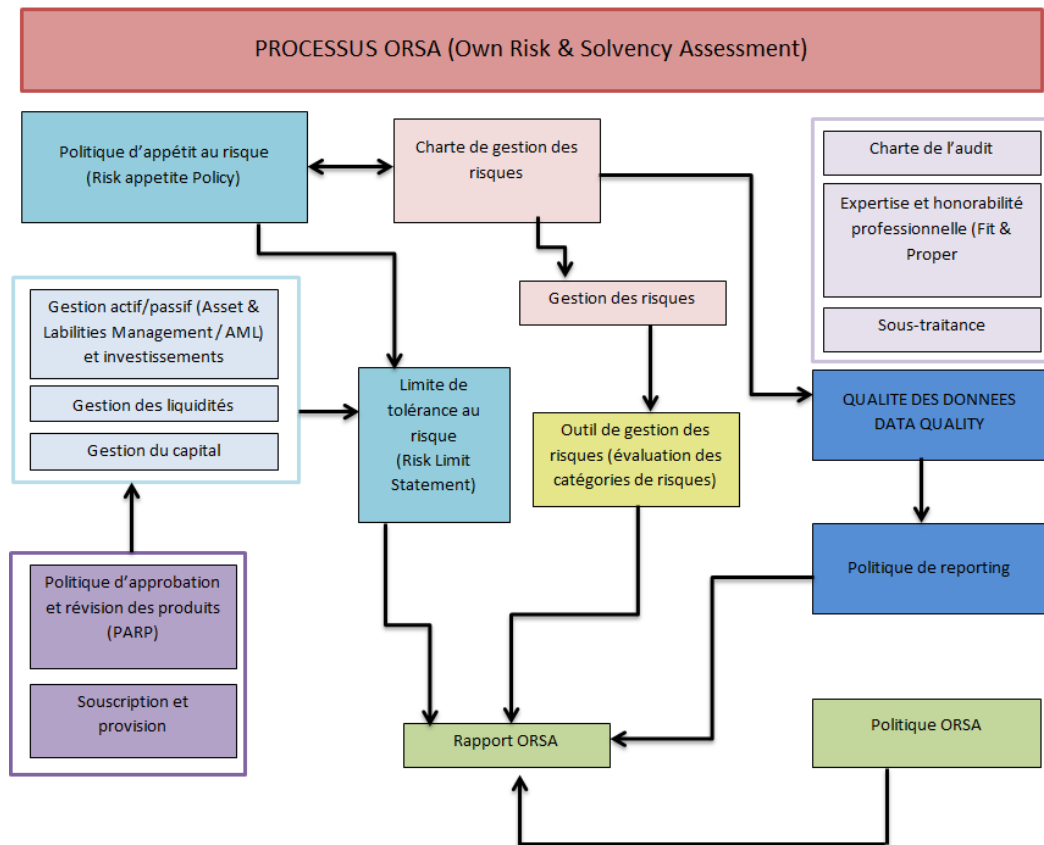 PROCESSUS ORSA (Own Risk & Solvency Assessment)
Politique d’appétit au risque
(Risk appetite Policy)
Charte de gestion des
risques
Charte de l’audit
Expertise et honorabilité
professionnelle (Fit &
Proper
Sous-traitance
Gestion des risques
Gestion actif/passif (Asset &
Labilities Management / AML)
et investissements
Gestion des liquidités
Gestion du capital
Limite de
tolérance au
risque
(Risk Limit
Statement)
Outil de gestion des
risques (évaluation des
catégories de risques)
QUALITE DES DONNEES
DATA QUALITY
Politique de reporting
Politique d’approbation
et révision des produits
(PARP)
Souscription et
provision
Rapport ORSA
Politique ORSA